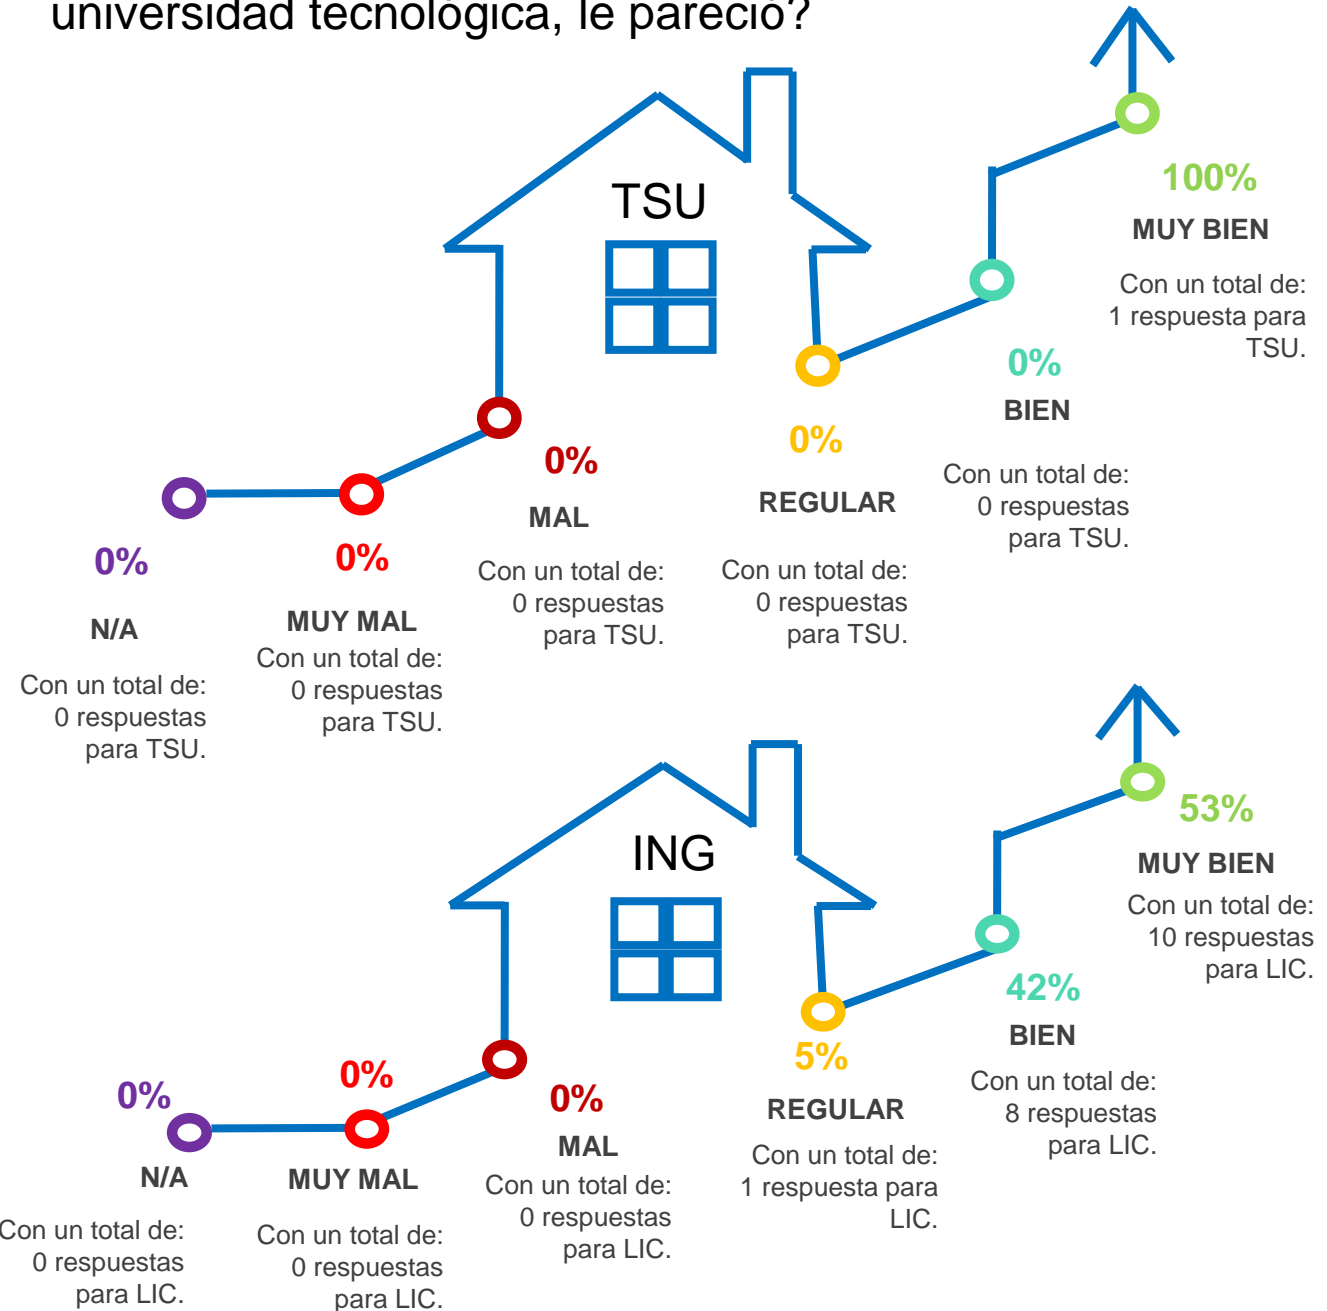 universidad tecnológica, le pareció?
TSU
100%
MUY BIEN
Con un total de:
1 respuesta para
TSU.
0%
BIEN
Con un total de:
0 respuestas
para TSU.
0%
REGULAR
Con un total de:
0 respuestas
para TSU.
0%
MAL
Con un total de:
0 respuestas
para TSU.
0%
MUY MAL
Con un total de:
0 respuestas
para TSU.
0%
N/A
Con un total de:
0 respuestas
para TSU.
ING
53%
MUY BIEN
Con un total de:
10 respuestas
para LIC.
42%
BIEN
Con un total de:
8 respuestas
para LIC.
5%
REGULAR
Con un total de:
1 respuesta para
LIC.
0%
MAL
Con un total de:
0 respuestas
para LIC.
0%
MUY MAL
Con un total de:
0 respuestas
para LIC.
0%
N/A
Con un total de:
0 respuestas
para LIC.